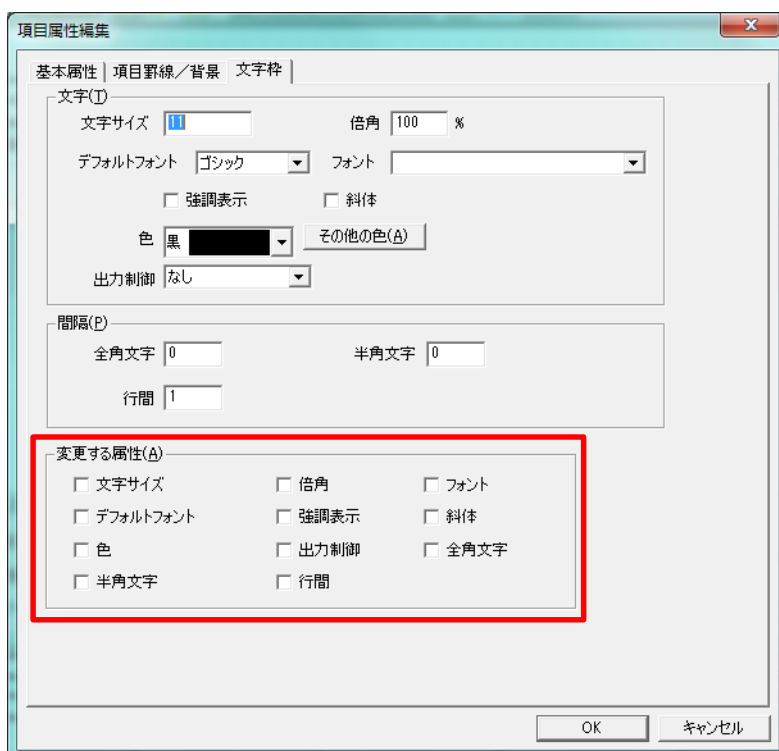 項目属性編集
基本属性 項目罫線／背景 文字枠
文字(T)
文字サイズ 11 倍角 100 %
デフォルトフォント ゴシック フォント
強調表示 斜体
色 黒 その他の色(A)
出力制御 なし
間隔(P)
全角文字 0 半角文字 0
行間 1
変更する属性(A)
文字サイズ 倍角 フォント
デフォルトフォント 強調表示 斜体
色 出力制御 全角文字
半角文字 行間
OK キャンセル